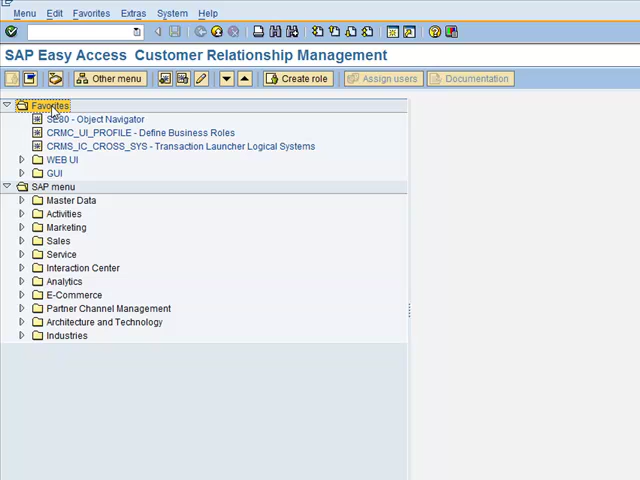 Menu Edit Favorites Extras System Help
SAP Easy Access Customer Relationship Management
Other menu Create role Assign users Documentation
Favorites
SE80 - Object Navigator
CRMC_UI_PROFILE - Define Business Roles
CRMS_IC_CROSS_SYS - Transaction Launcher Logical Systems
WEB UI
GUI
SAP menu
Master Data
Activities
Marketing
Sales
Service
Interaction Center
Analytics
E-Commerce
Partner Channel Management
Architecture and Technology
Industries